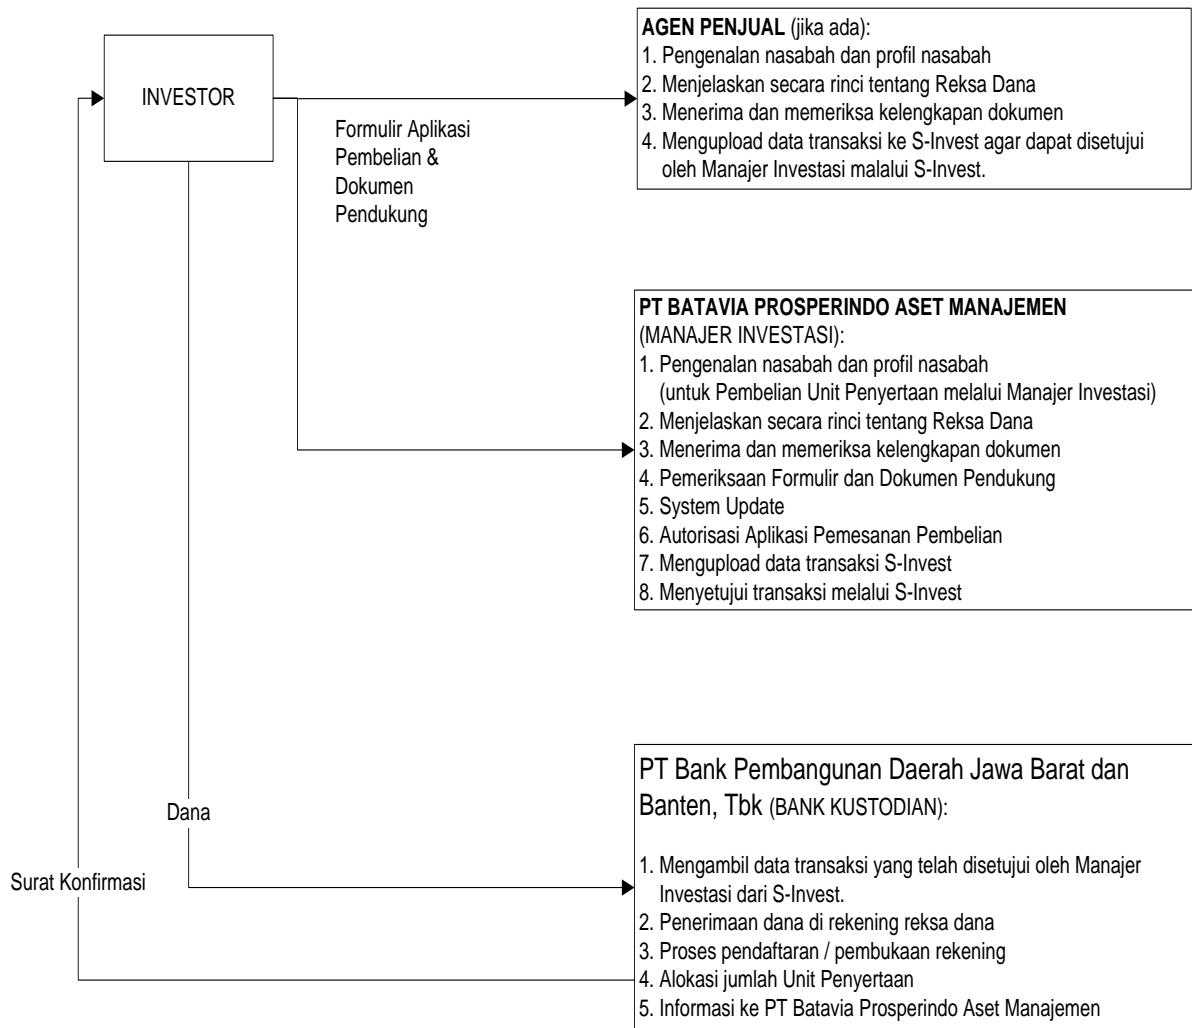 INVESTOR
Formulir Aplikasi
Pembelian &
Dokumen
Pendukung
AGEN PENJUAL (jika ada):
1. Pengenalan nasabah dan profil nasabah
2. Menjelaskan secara rinci tentang Reksa Dana
3. Menerima dan memeriksa kelengkapan dokumen
4. Mengupload data transaksi ke S-Invest agar dapat disetujui
oleh Manajer Investasi malalui S-Invest.
PT BATAVIA PROSPERINDO ASET MANAJEMEN
(MANAJER INVESTASI):
1. Pengenalan nasabah dan profil nasabah
(untuk Pembelian Unit Penyertaan melalui Manajer Investasi)
2. Menjelaskan secara rinci tentang Reksa Dana
3. Menerima dan memeriksa kelengkapan dokumen
4. Pemeriksaan Formulir dan Dokumen Pendukung
5. System Update
6. Autorisasi Aplikasi Pemesanan Pembelian
7. Mengupload data transaksi S-Invest
8. Menyetujui transaksi melalui S-Invest
Dana
Surat Konfirmasi
PT Bank Pembangunan Daerah Jawa Barat dan
Banten, Tbk (BANK KUSTODIAN):
1. Mengambil data transaksi yang telah disetujui oleh Manajer
Investasi dari S-Invest.
2. Penerimaan dana di rekening reksa dana
3. Proses pendaftaran / pembukaan rekening
4. Alokasi jumlah Unit Penyertaan
5. Informasi ke PT Batavia Prosperindo Aset Manajemen